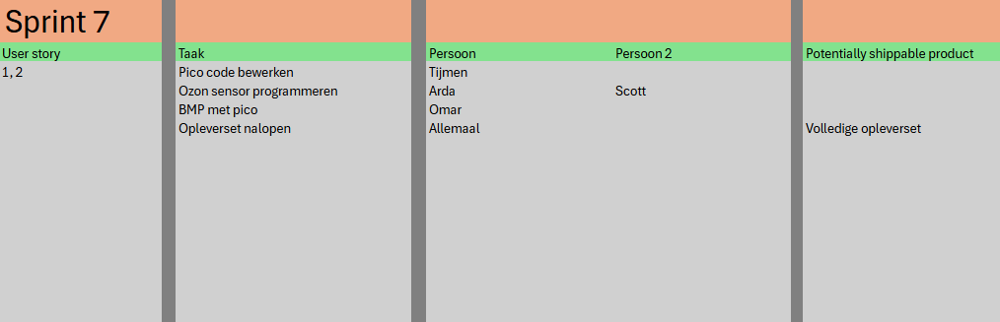 Sprint 7
User story Taak Persoon Persoon 2 Potentially shippable product
1, 2 Pico code bewerken Tijmen
Ozon sensor programmeren Arda Scott
BMP met pico Omar
Opleverset nalopen Allemaal Volledige opleverset